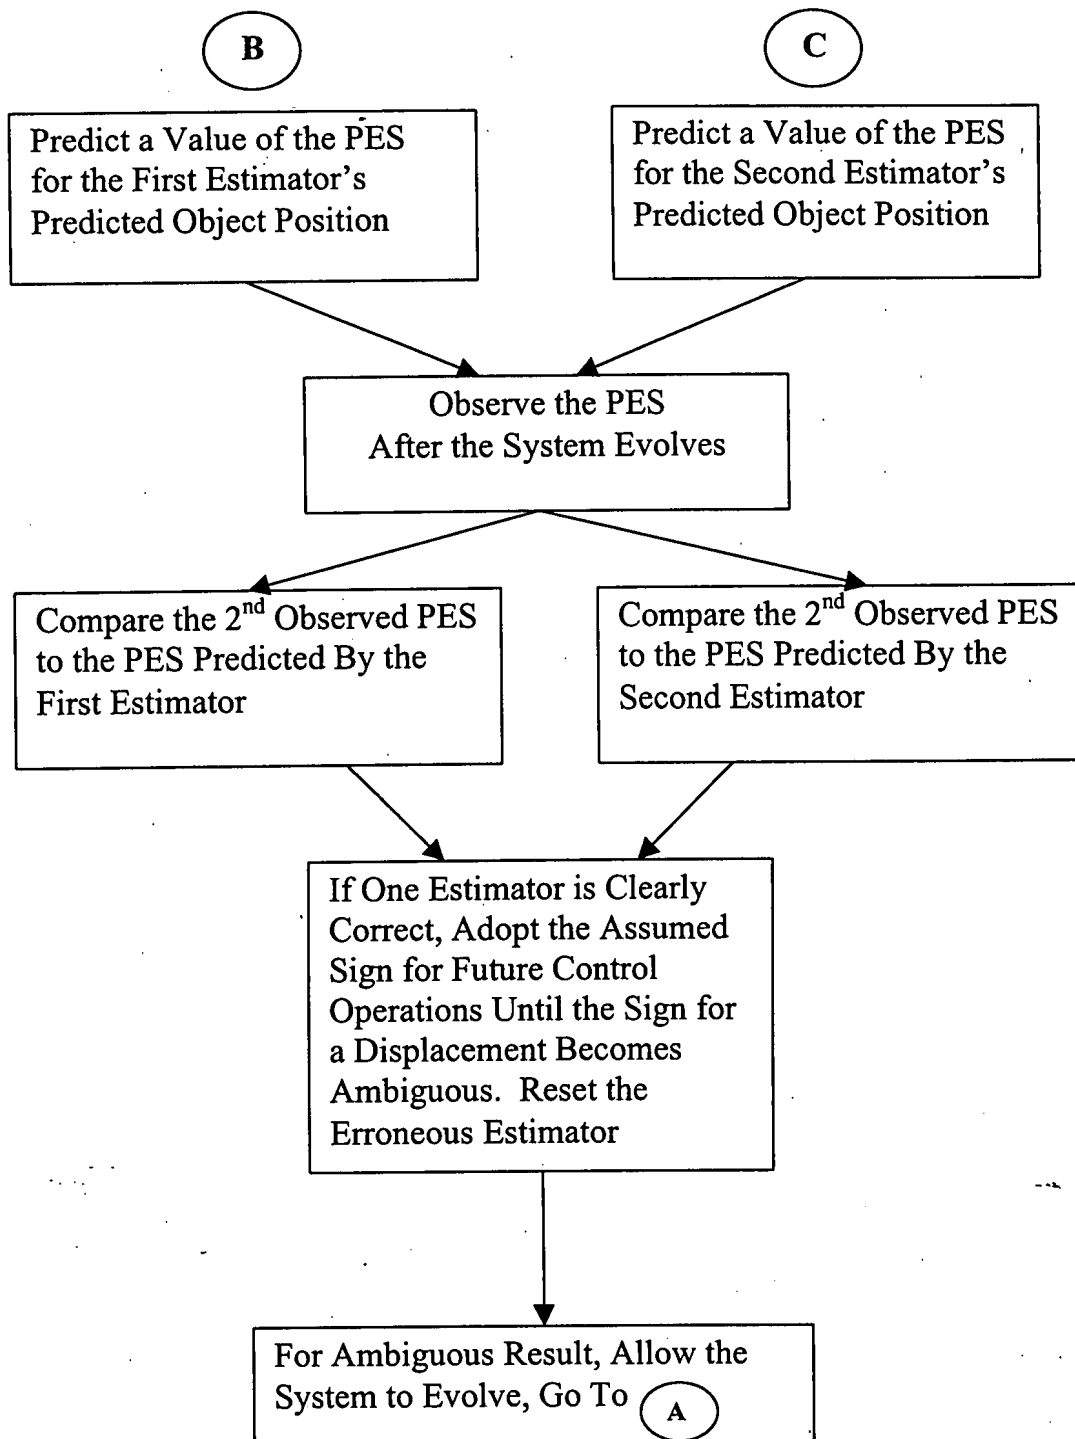 B
C
Predict a Value of the PES
for the First Estimator's
Predicted Object Position
Predict a Value of the PES
for the Second Estimator's
Predicted Object Position
Observe the PES
After the System Evolves
Compare the 2nd Observed PES
to the PES Predicted By the
First Estimator
Compare the 2nd Observed PES
to the PES Predicted By the
Second Estimator
If One Estimator is Clearly
Correct, Adopt the Assumed
Sign for Future Control
Operations Until the Sign for
a Displacement Becomes
Ambiguous. Reset the
Erroneous Estimator
For Ambiguous Result, Allow the
System to Evolve, Go To A